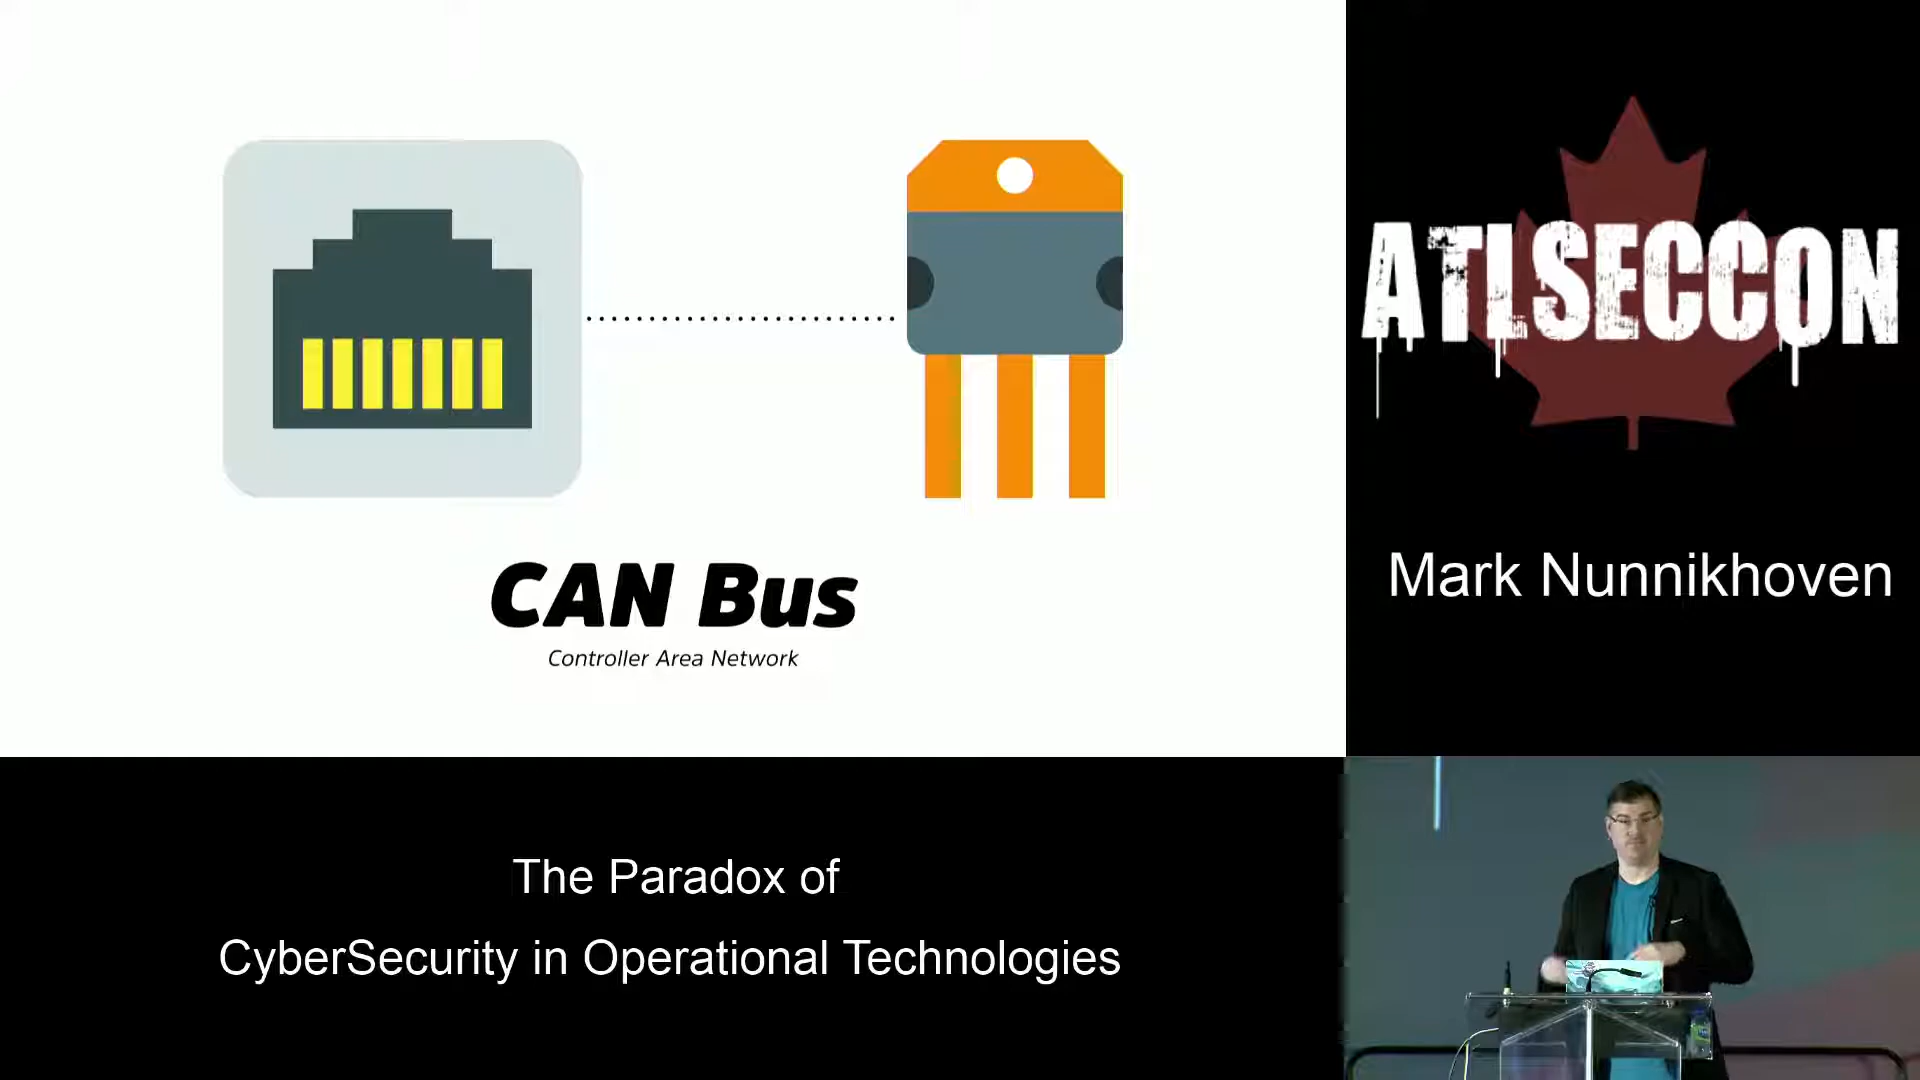 CAN Bus
Controller Area Network
ATLSECCON
Mark Nunnikhoven
The Paradox of
CyberSecurity in Operational Technologies